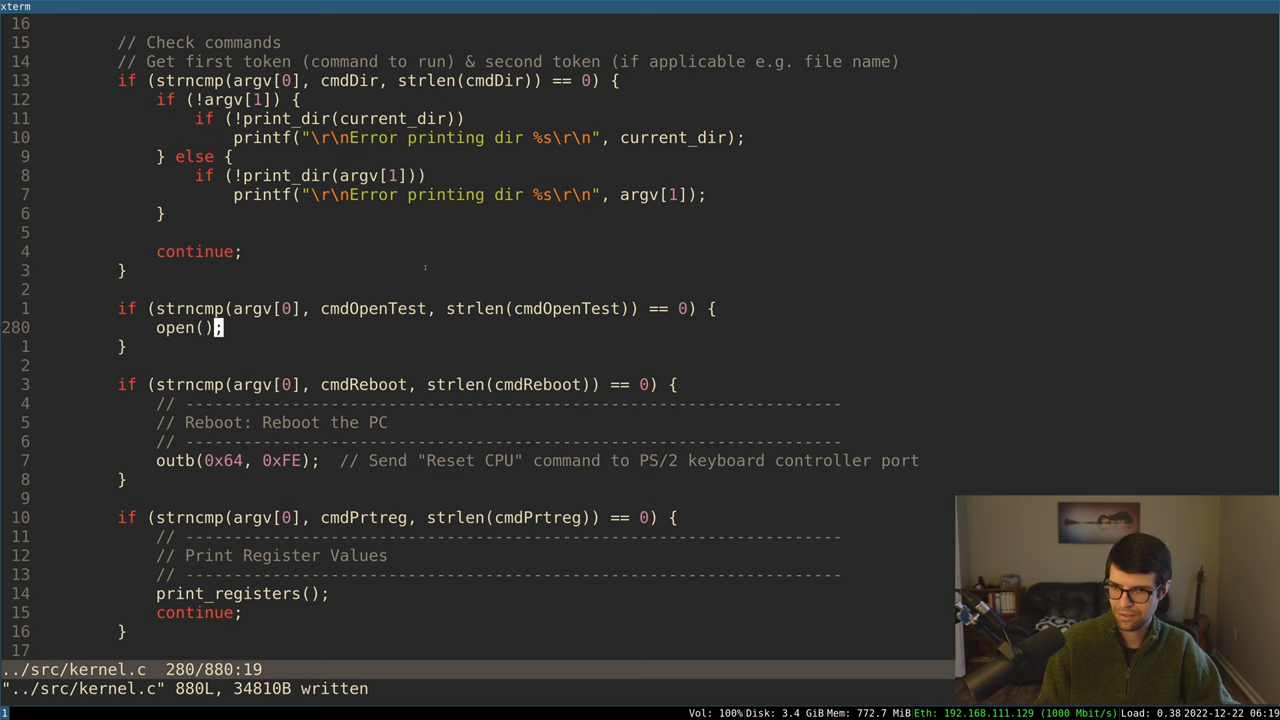 xterm
16
15 // Check commands
14 // Get first token (command to run) & second token (if applicable e.g. file name)
13 if (strncmp(argv[0], cmdDir, strlen(cmdDir)) == 0) {
12 if (!argv[1]) {
11 if (!print_dir(current_dir))
10 printf("\r\nError printing dir %s\r\n", current_dir);
9 } else {
8 if (!print_dir(argv[1]))
7 printf("\r\nError printing dir %s\r\n", argv[1]);
6 }
5
4 continue;
3 }
2
1 if (strncmp(argv[0], cmdOpenTest, strlen(cmdOpenTest)) == 0) {
280 open();
1 }
2
3 if (strncmp(argv[0], cmdReboot, strlen(cmdReboot)) == 0) {
4 // --------------------------------------------------------------------
5 // Reboot: Reboot the PC
6 // --------------------------------------------------------------------
7 outb(0x64, 0xFE); // Send "Reset CPU" command to PS/2 keyboard controller port
8 }
9
10 if (strncmp(argv[0], cmdPrtreg, strlen(cmdPrtreg)) == 0) {
11 // --------------------------------------------------------------------
12 // Print Register Values
13 // --------------------------------------------------------------------
14 print_registers();
15 continue;
16 }
17
../src/kernel.c 280/880:19
"../src/kernel.c" 880L, 34810B written
1 Vol: 100% Disk: 3.4 GiB Mem: 772.7 MiB Eth: 192.168.111.129 (1000 Mbit/s) Load: 0.38 2022-12-22 06:19